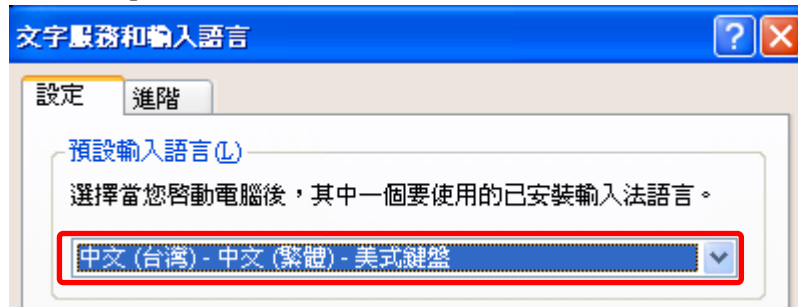 文字服務和輸入語言
設定 進階
預設輸入語言(L)
選擇當您啓動電腦後，其中一個要使用的已安裝輸入法語言。
中文 (台灣) - 中文 (繁體) - 美式鍵盤